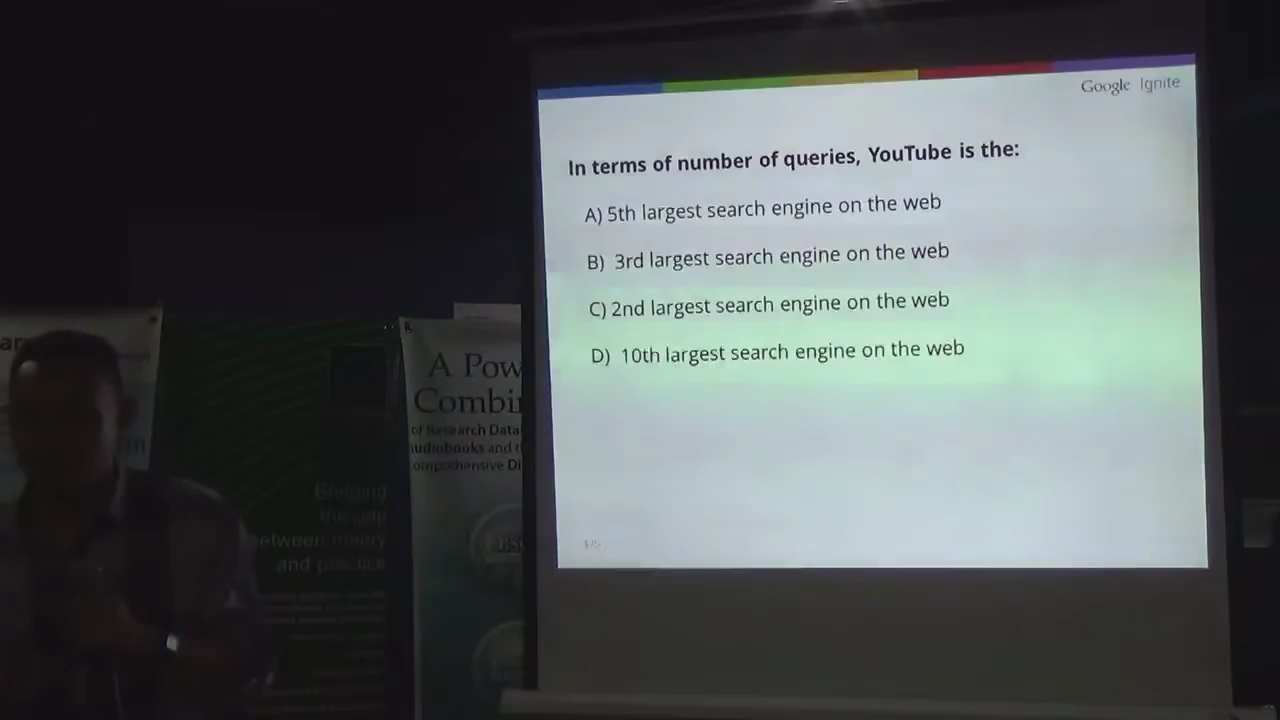 Google Ignite
In terms of number of queries, YouTube is the:
A) 5th largest search engine on the web
B) 3rd largest search engine on the web
C) 2nd largest search engine on the web
D) 10th largest search engine on the web
A Pow
Combi
of Research Data
udiobooks and t
omprehensive Di
Bridging
the gap
between theory
and practice